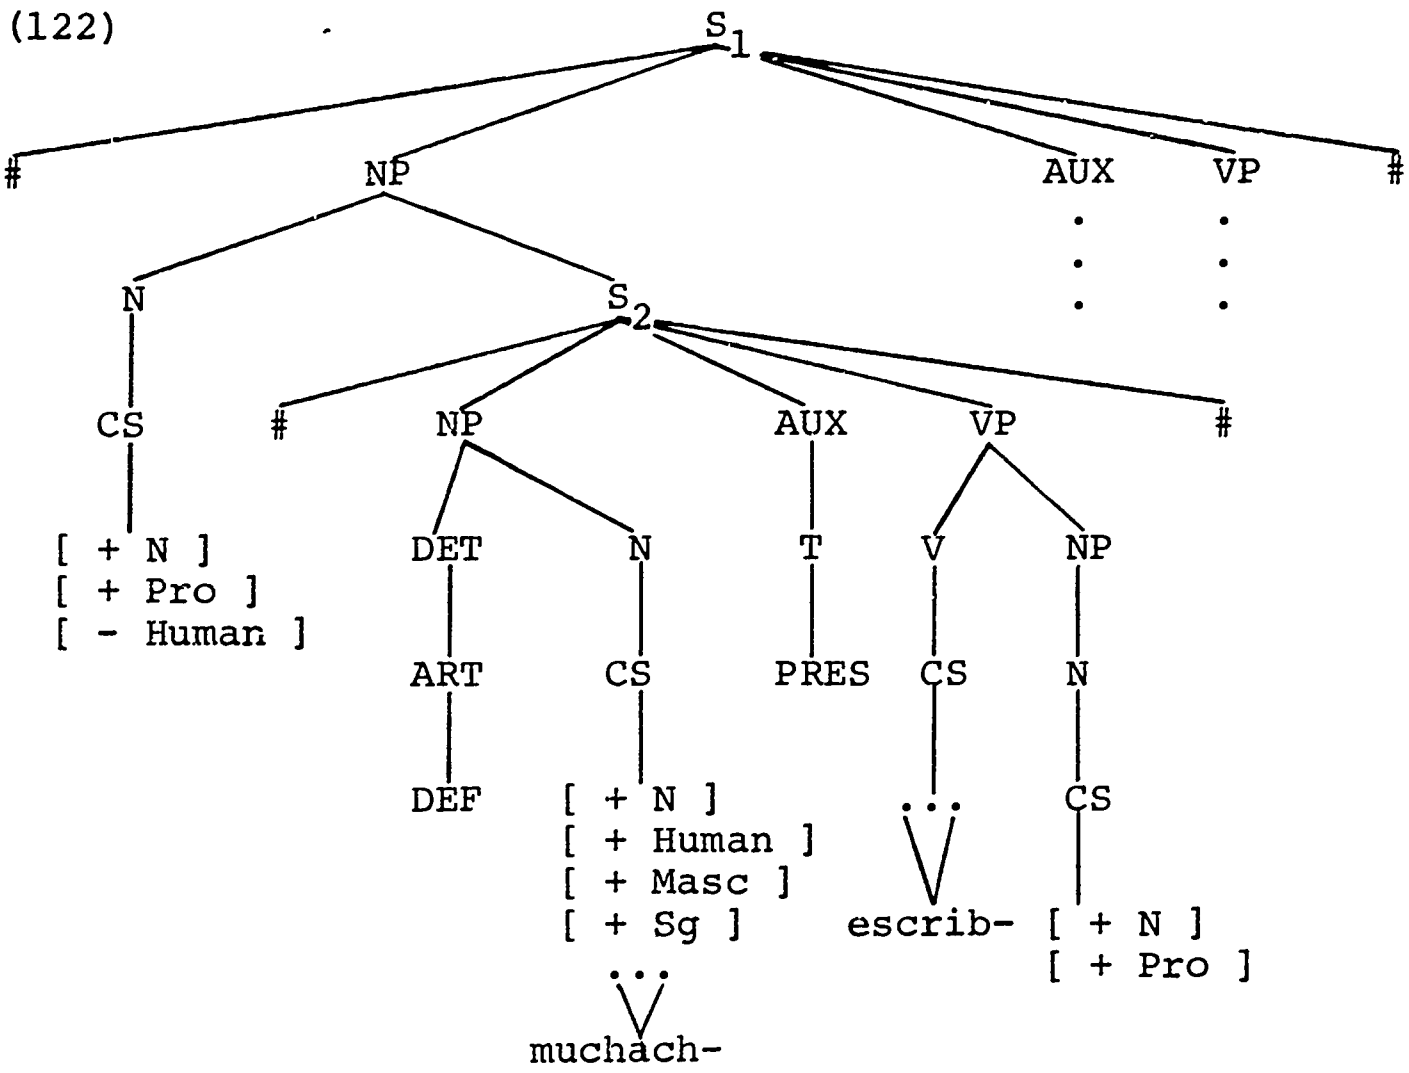 (122)
S1
# NP AUX VP #
. .
. .
. .
N S2
CS # NP AUX VP #
[ + N ] DET N T V NP
[ + Pro ]
[ - Human ]
ART CS PRES CS N
DEF [ + N ] ... CS
[ + Human ]
[ + Masc ]
[ + Sg ] escrib- [ + N ]
... [ + Pro ]
muchach-